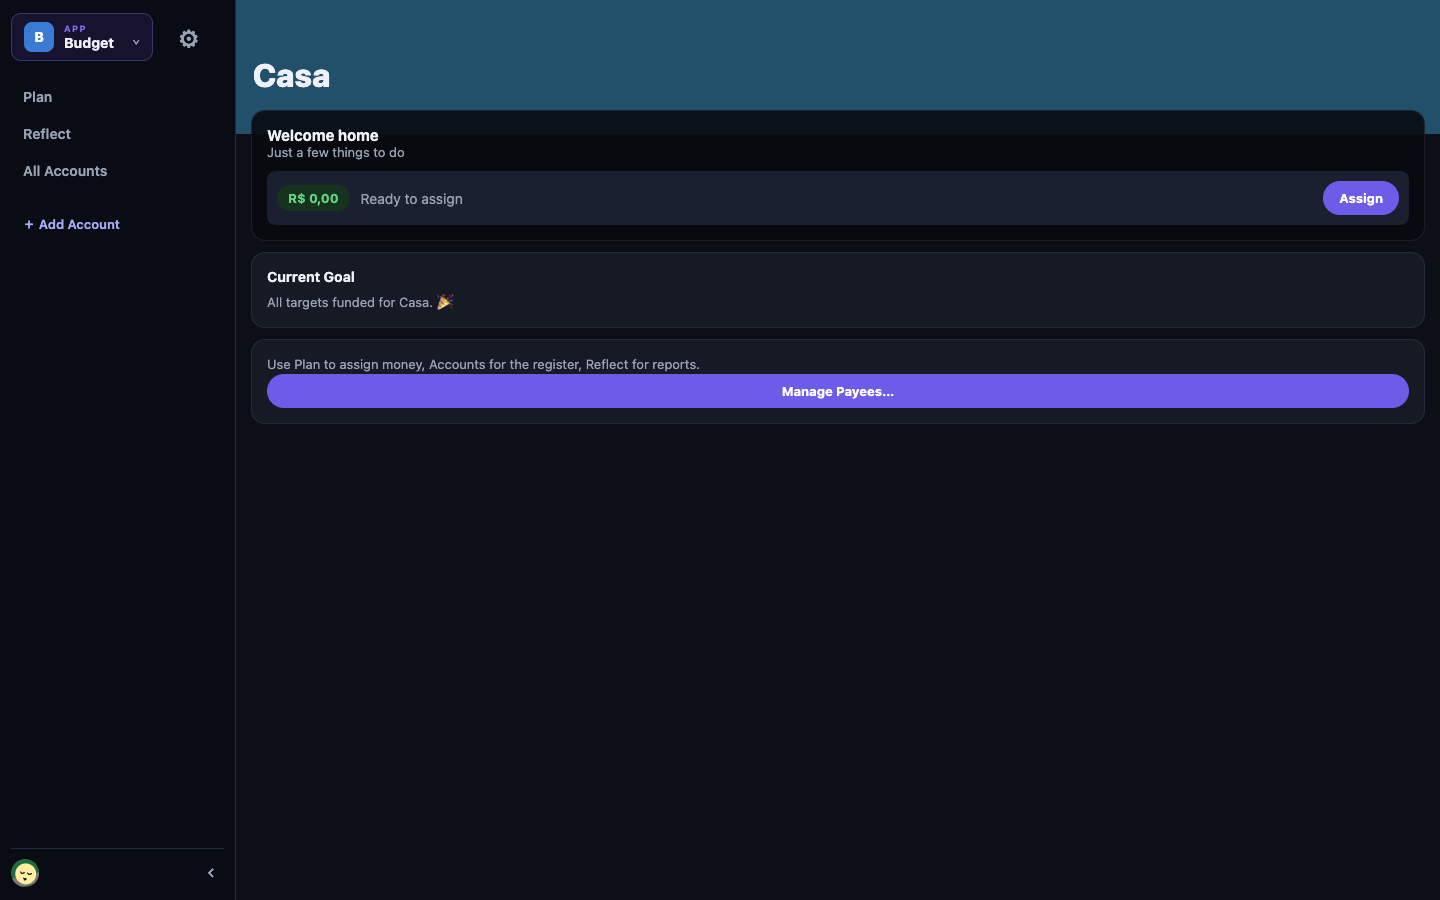 B
APP
Budget
Plan
Reflect
All Accounts
+ Add Account
Casa
Welcome home
Just a few things to do
R$ 0,00 Ready to assign
Assign
Current Goal
All targets funded for Casa. 🎉
Use Plan to assign money, Accounts for the register, Reflect for reports.
Manage Payees...